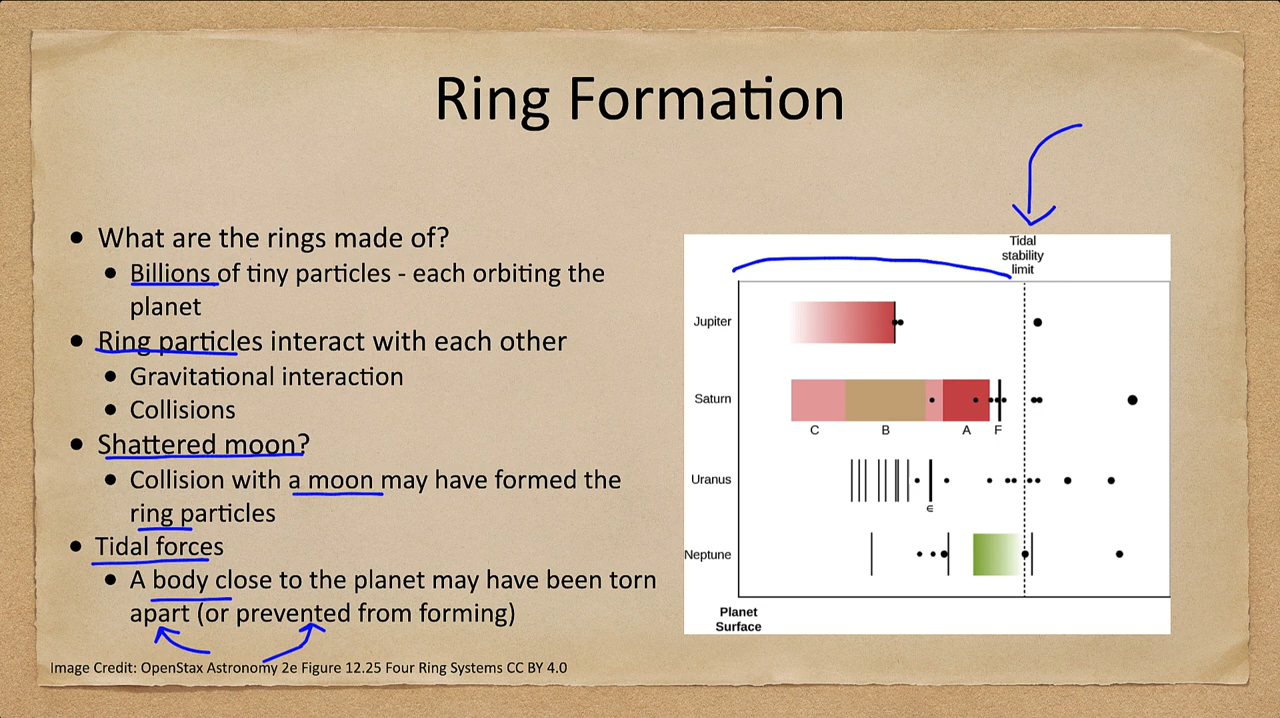 Ring Formation
• What are the rings made of?
• Billions of tiny particles - each orbiting the
planet
• Ring particles interact with each other
• Gravitational interaction
• Collisions
• Shattered moon?
• Collision with a moon may have formed the
ring particles
• Tidal forces
• A body close to the planet may have been torn
apart (or prevented from forming)
Image Credit: OpenStax Astronomy 2e Figure 12.25 Four Ring Systems CC BY 4.0
Tidal
stability
limit
Jupiter
Saturn
C B A F
Uranus
∈
Neptune
Planet
Surface